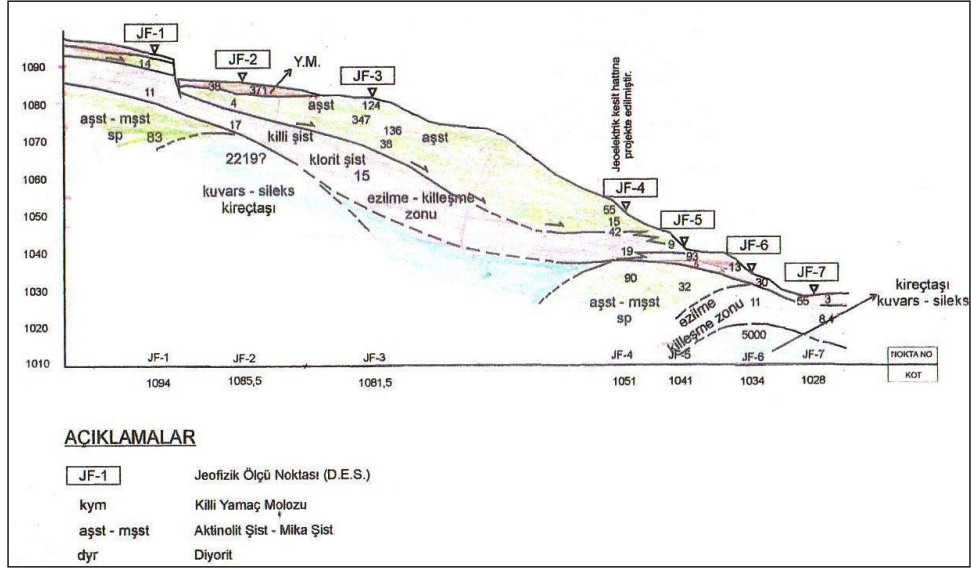 JF-1
JF-2
Y.M.
JF-3
Jeoelektrik kesit hattına
projekte edilmiştir.
1090
1080
1070
1060
1050
1040
1030
1020
1010
14
11
38
4
17
aşst
124
347
136
38
aşst
aşst - mşst
sp
83
killi şist
2219?
klorit şist
15
kuvars - sileks
kireçtaşı
ezilme - killeşme
zonu
JF-4
55
15
42
JF-5
9
19
93
JF-6
13
30
JF-7
90
32
11
55
3
8,4
aşst - mşst
sp
ezilme
killeşme zonu
5000
kireçtaşı
kuvars - sileks
JF-1
JF-2
JF-3
JF-4
JF-5
JF-6
JF-7
NOKTA NO
1094
1085,5
1081,5
1051
1041
1034
1028
KOT
AÇIKLAMALAR
JF-1 Jeofizik Ölçü Noktası (D.E.S.)
kym Killi Yamaç Molozu
aşst - mşst Aktinolit Şist - Mika Şist
dyr Diyorit